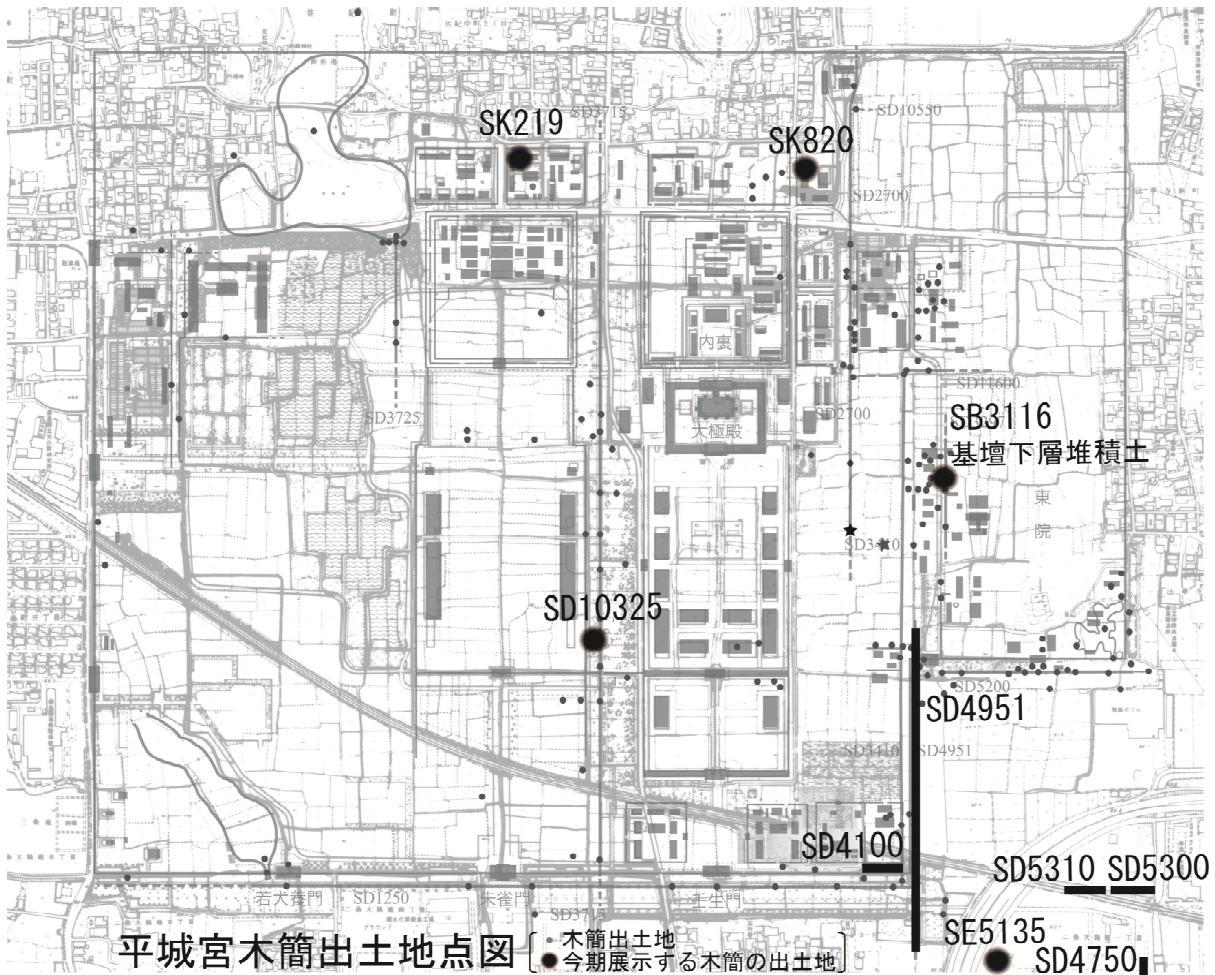 SK219
SD3715
SK820
SD10530
SD2700
内裏
SD11600
SD3725
SD2700
大極殿
SB3116
基壇下層堆積土
東院
SD3410
SD10325
SD5200
SD4951
SD3410
SD4951
SD4100
SD5310
SD5300
若犬養門
SD1250
朱雀門
SD3715
壬生門
SE5135
SD4750
平城宮木簡出土地点図
木簡出土地
今期展示する木簡の出土地